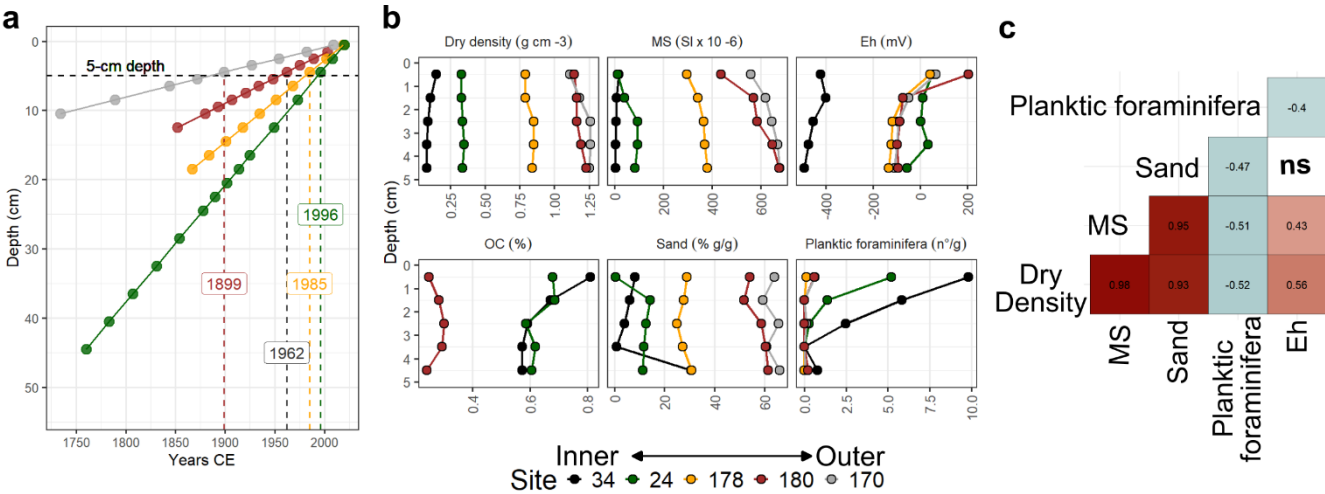 a
0
10
20
30
40
50
Depth (cm)
5-cm depth
1996
1899
1985
1962
1750
1800
1850
1900
1950
2000
Years CE
b
Dry density (g cm -3)
MS (SI x 10 -6)
Eh (mV)
0
1
2
3
4
5
0.25
0.50
0.75
1.00
1.25
0
200
400
600
-400
-200
0
200
Depth (cm)
OC (%)
Sand (% g/g)
Planktic foraminifera (n°/g)
0
1
2
3
4
5
0.4
0.6
0.8
0
20
40
60
0.0
2.5
5.0
7.5
10.0
Inner
Outer
Site 34 24 178 180 170
c
Planktic foraminifera -0.4
Sand -0.47 ns
MS 0.95 -0.51 0.43
Dry
Density 0.98 0.93 -0.52 0.56
MS
Sand
Planktic
foraminifera
Eh